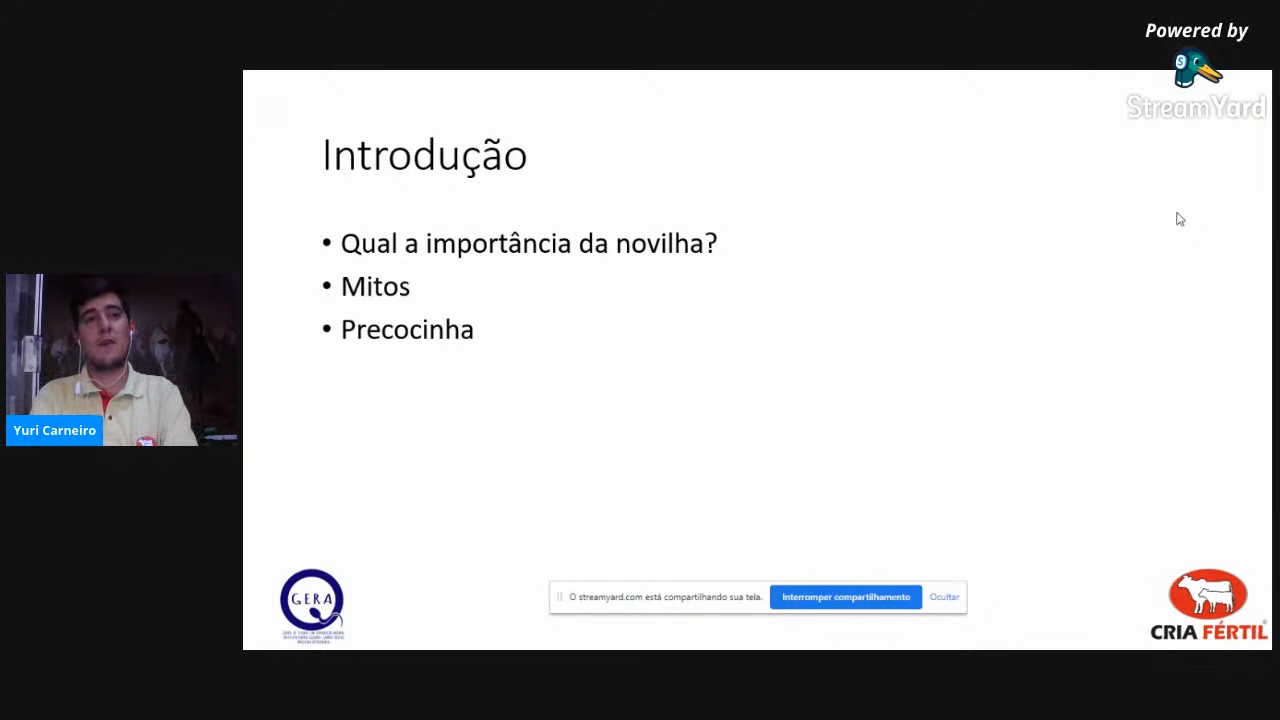 Powered by
StreamYard
Introdução
• Qual a importância da novilha?
• Mitos
• Precocinha
Yuri Carneiro
GERA
O streamyard.com está compartilhando sua tela.
Interromper compartilhamento
Ocultar
CRIA FÉRTIL